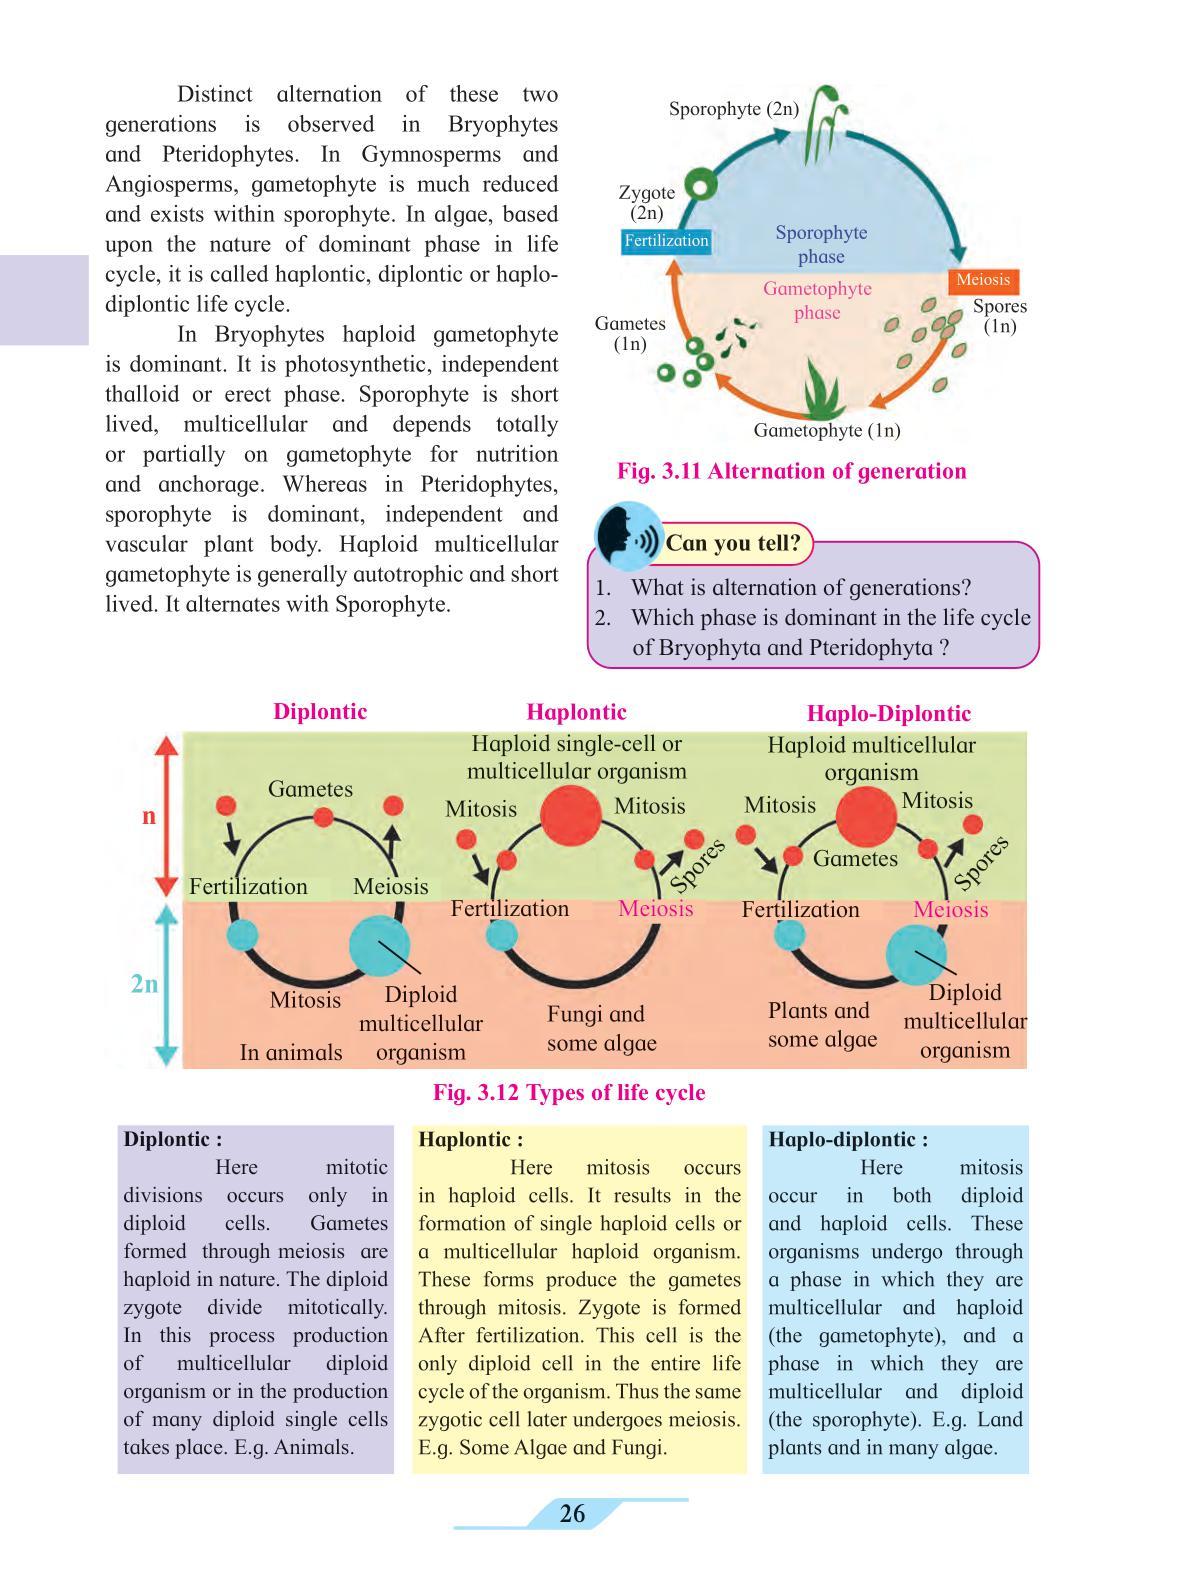 Distinct alternation of these two
generations is observed in Bryophytes
and Pteridophytes. In Gymnosperms and
Angiosperms, gametophyte is much reduced
and exists within sporophyte. In algae, based
upon the nature of dominant phase in life
cycle, it is called haplontic, diplontic or haplo-
diplontic life cycle.
In Bryophytes haploid gametophyte
is dominant. It is photosynthetic, independent
thalloid or erect phase. Sporophyte is short
lived, multicellular and depends totally
or partially on gametophyte for nutrition
and anchorage. Whereas in Pteridophytes,
sporophyte is dominant, independent and
vascular plant body. Haploid multicellular
gametophyte is generally autotrophic and short
lived. It alternates with Sporophyte.
Sporophyte (2n)
Zygote
(2n)
Fertilization
Sporophyte
phase
Meiosis
Gametophyte
phase
Spores
(1n)
Gametes
(1n)
Gametophyte (1n)
Fig. 3.11 Alternation of generation
Can you tell?
1. What is alternation of generations?
2. Which phase is dominant in the life cycle
of Bryophyta and Pteridophyta ?
Diplontic
n
2n
Gametes
Fertilization
Meiosis
Mitosis
Diploid
multicellular
organism
In animals
Haplontic
Haploid single-cell or
multicellular organism
Mitosis
Mitosis
Spores
Fertilization
Meiosis
Fungi and
some algae
Haplo-Diplontic
Haploid multicellular
organism
Mitosis
Mitosis
Gametes
Spores
Fertilization
Meiosis
Plants and
some algae
Diploid
multicellular
organism
Fig. 3.12 Types of life cycle
Diplontic :
Here mitotic
divisions occurs only in
diploid cells. Gametes
formed through meiosis are
haploid in nature. The diploid
zygote divide mitotically.
In this process production
of multicellular diploid
organism or in the production
of many diploid single cells
takes place. E.g. Animals.
Haplontic :
Here mitosis occurs
in haploid cells. It results in the
formation of single haploid cells or
a multicellular haploid organism.
These forms produce the gametes
through mitosis. Zygote is formed
After fertilization. This cell is the
only diploid cell in the entire life
cycle of the organism. Thus the same
zygotic cell later undergoes meiosis.
E.g. Some Algae and Fungi.
Haplo-diplontic :
Here mitosis
occur in both diploid
and haploid cells. These
organisms undergo through
a phase in which they are
multicellular and haploid
(the gametophyte), and a
phase in which they are
multicellular and diploid
(the sporophyte). E.g. Land
plants and in many algae.
26